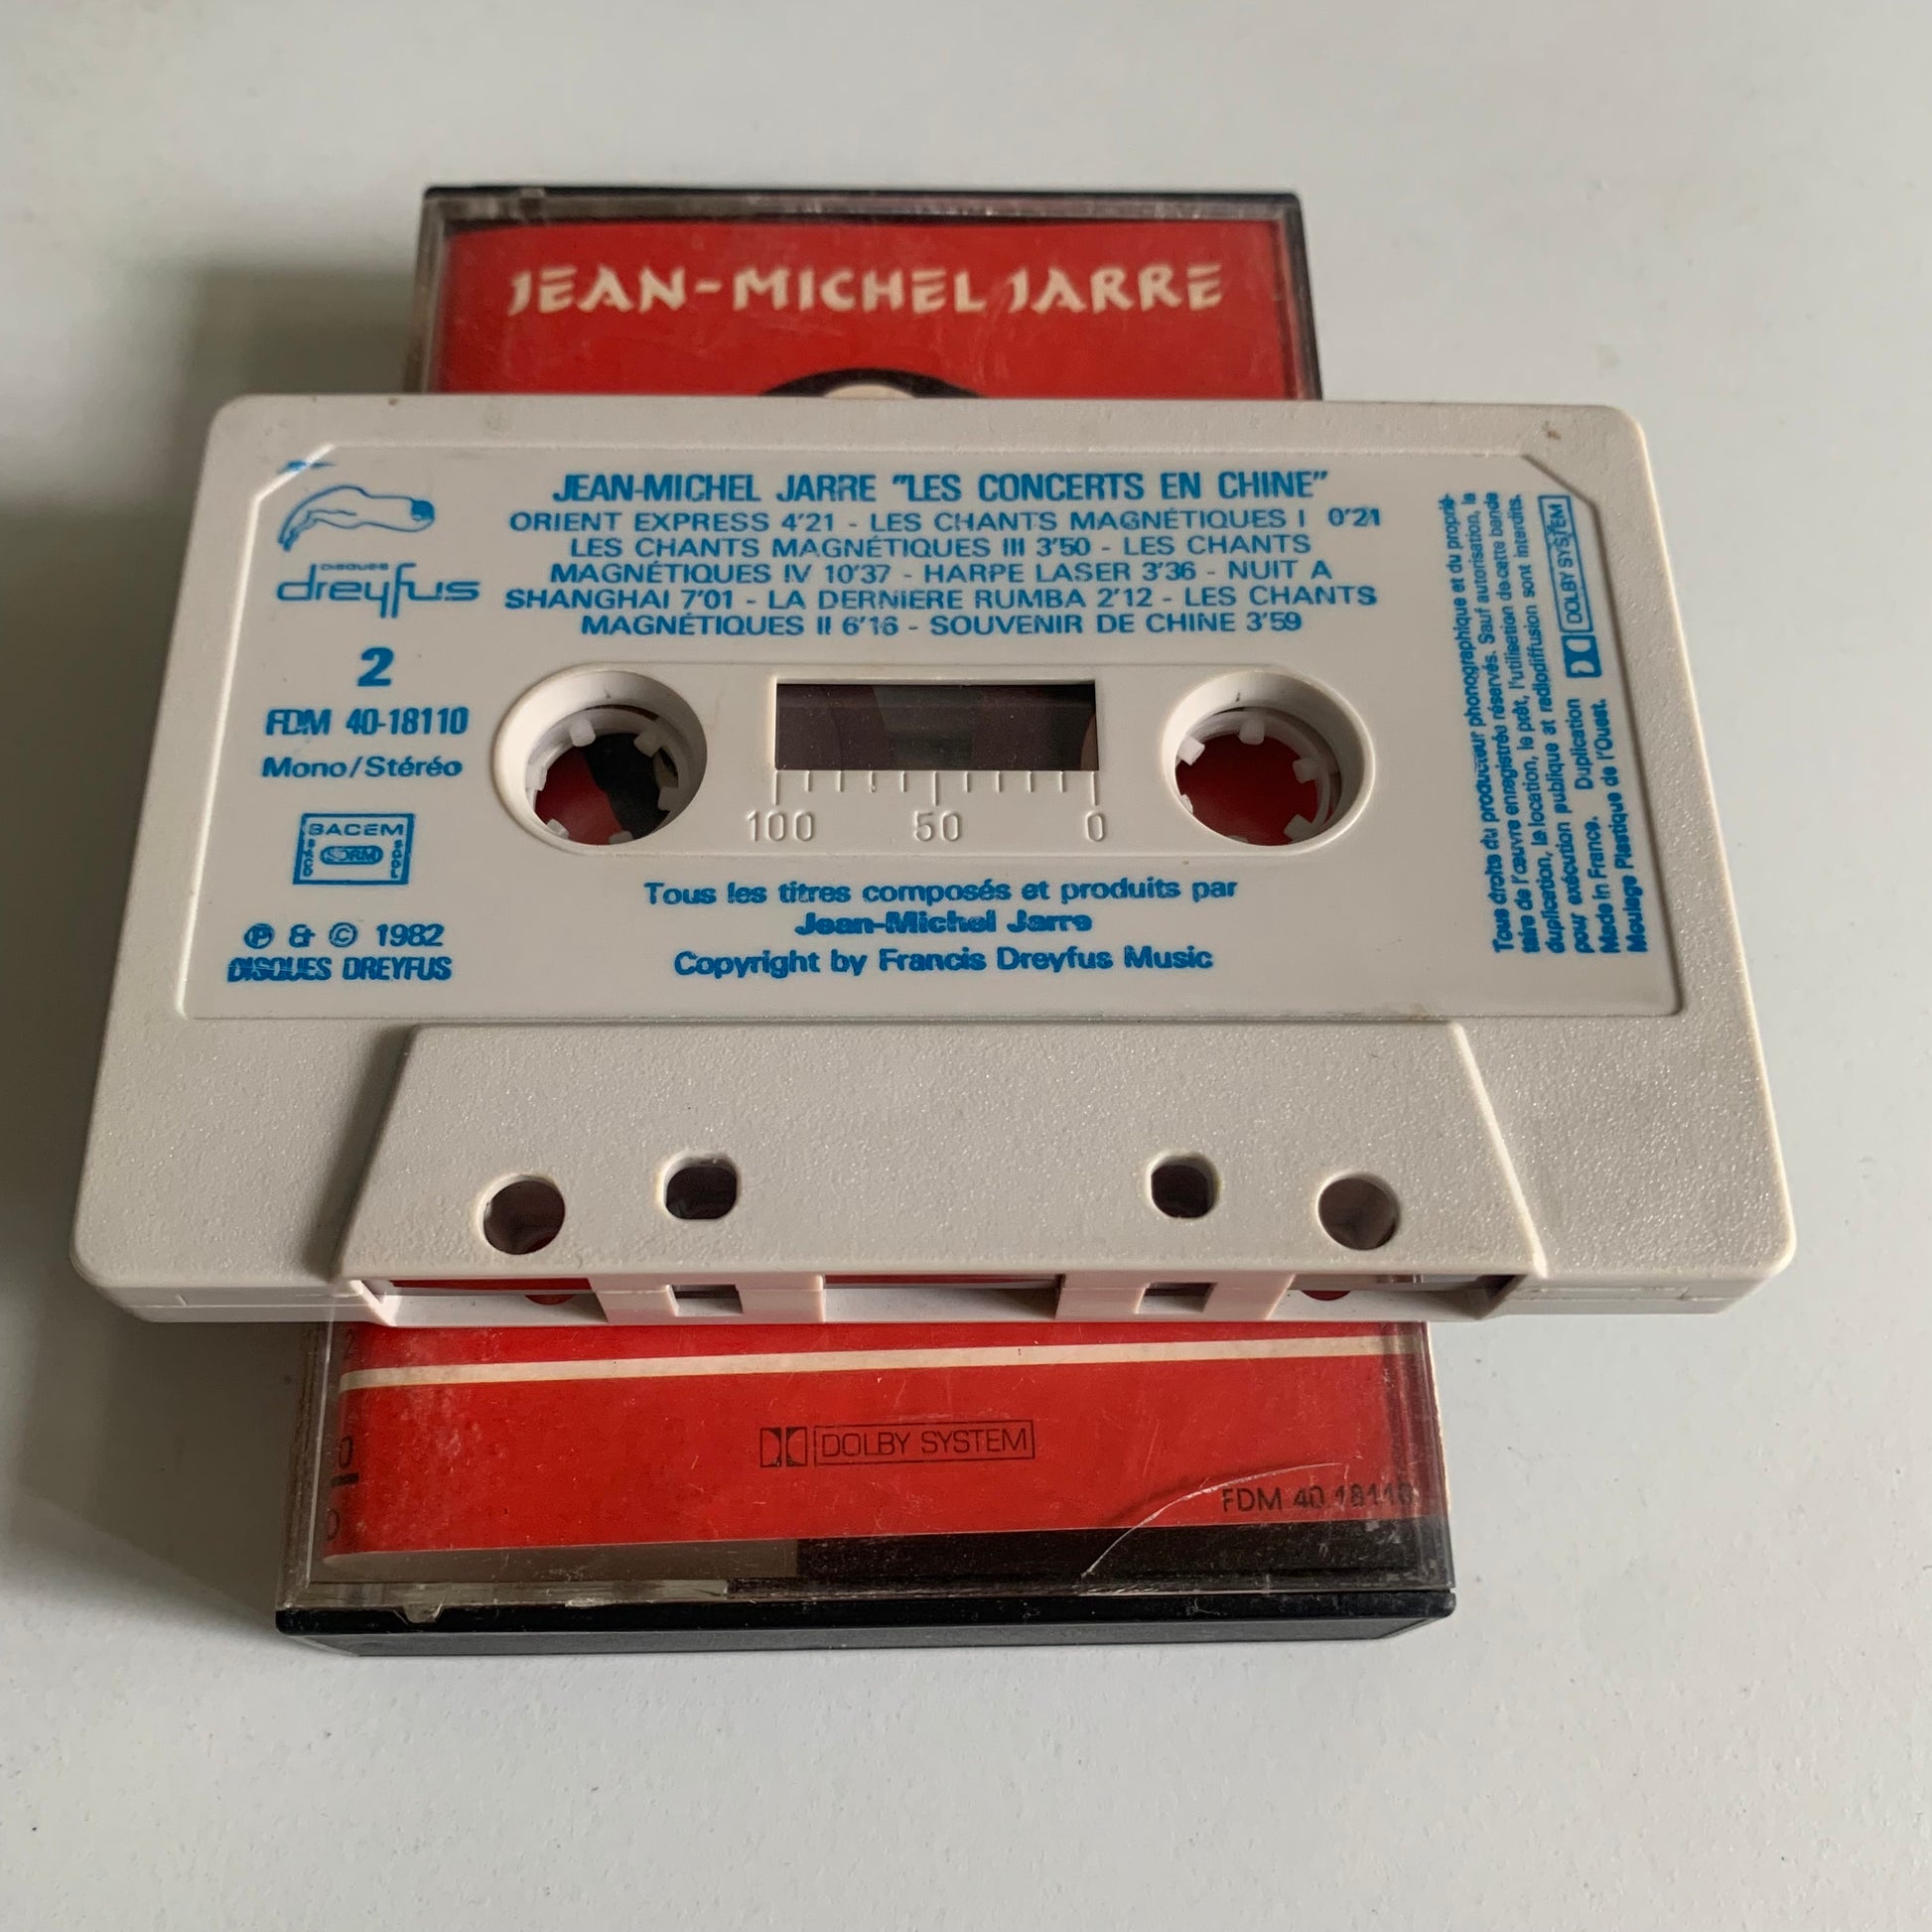 JEAN-MICHEL JARRE
JEAN-MICHEL JARRE "LES CONCERTS EN CHINE"
ORIENT EXPRESS 4'21 - LES CHANTS MAGNÉTIQUES I 0'21
LES CHANTS MAGNÉTIQUES III 3'50 - LES CHANTS
MAGNÉTIQUES IV 10'37 - HARPE LASER 3'36 - NUIT A
SHANGHAI 7'01 - LA DERNIERE RUMBA 2'12 - LES CHANTS
MAGNÉTIQUES II 6'16 - SOUVENIR DE CHINE 3'59
DISQUES
dreyfus
2
FDM 40-18110
Mono/Stéréo
SACEM
SDRM
℗ & © 1982
DISQUES DREYFUS
100 50 0
Tous les titres composés et produits par
Jean-Michel Jarre
Copyright by Francis Dreyfus Music
Tous droits du producteur phonographique et du proprié-
taire de l'œuvre enregistrée réservés. Sauf autorisation, la
duplication, la location, le prêt, l'utilisation de cette bande
pour exécution publique et radiodiffusion sont interdits.
Made in France. Duplication
Moulage Plastique de l'Ouest.
DOLBY SYSTEM
DOLBY SYSTEM
FDM 40 18110